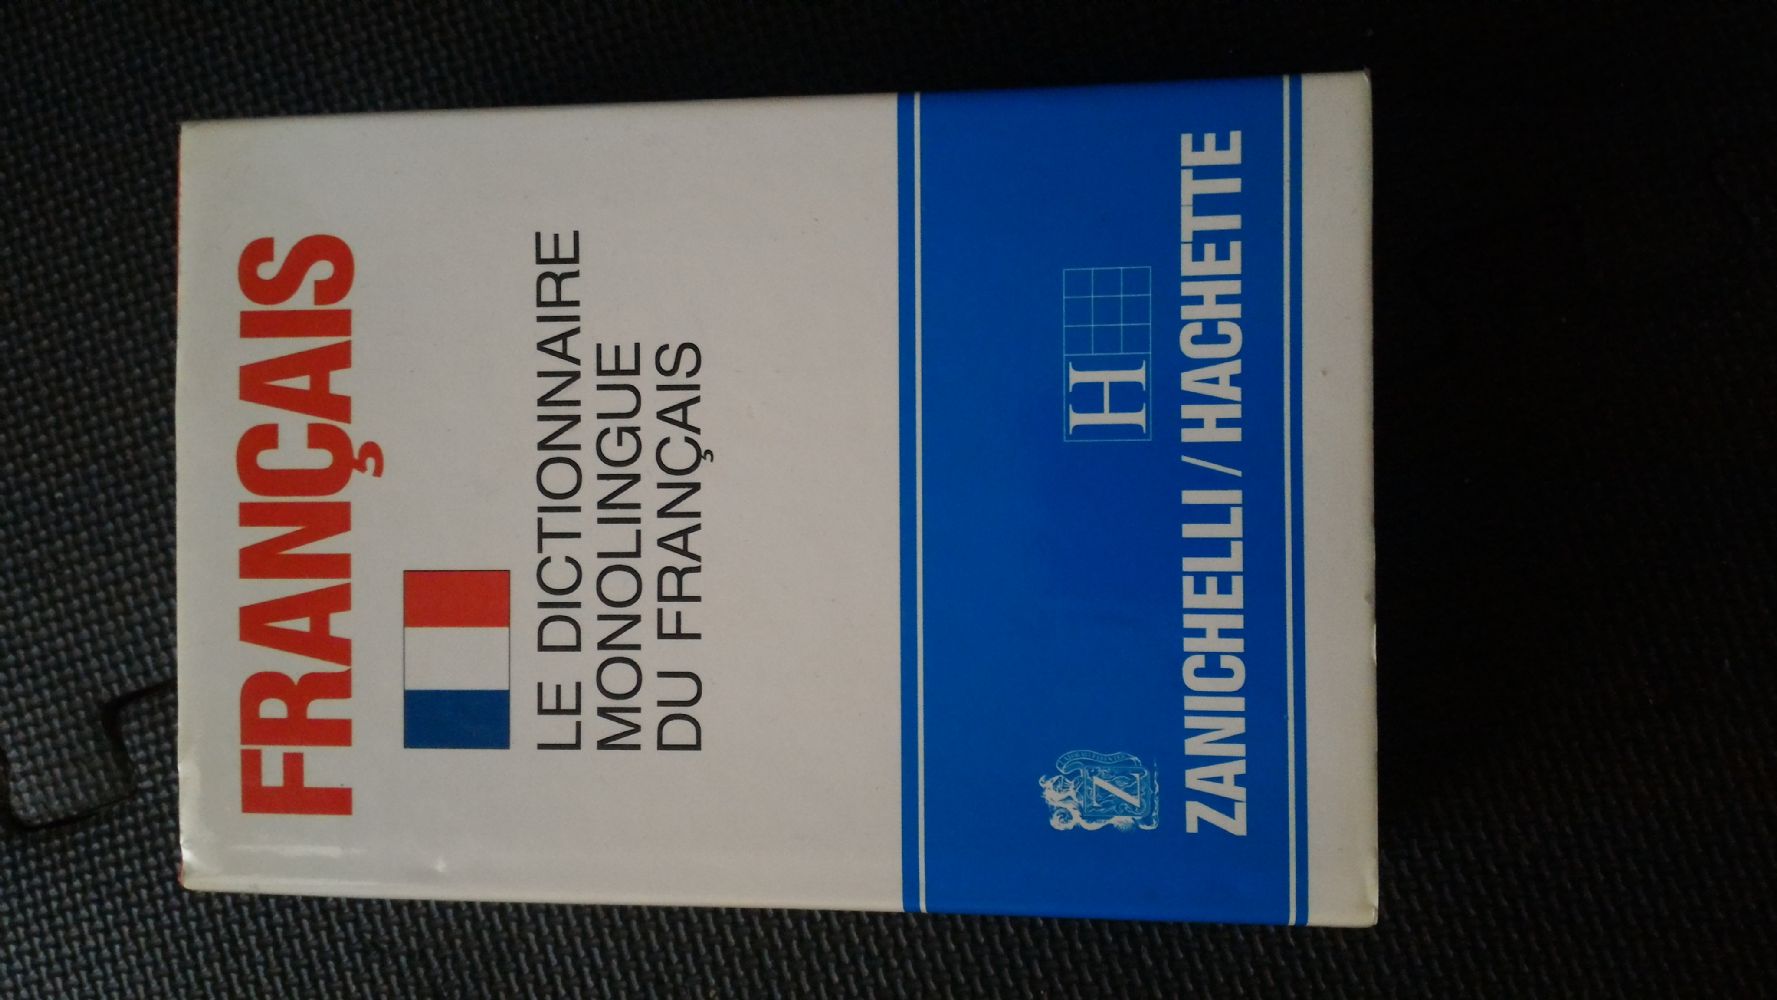 FRANÇAIS
LE DICTIONNAIRE
MONOLINGUE
DU FRANÇAIS
Z
H
ZANICHELLI / HACHETTE